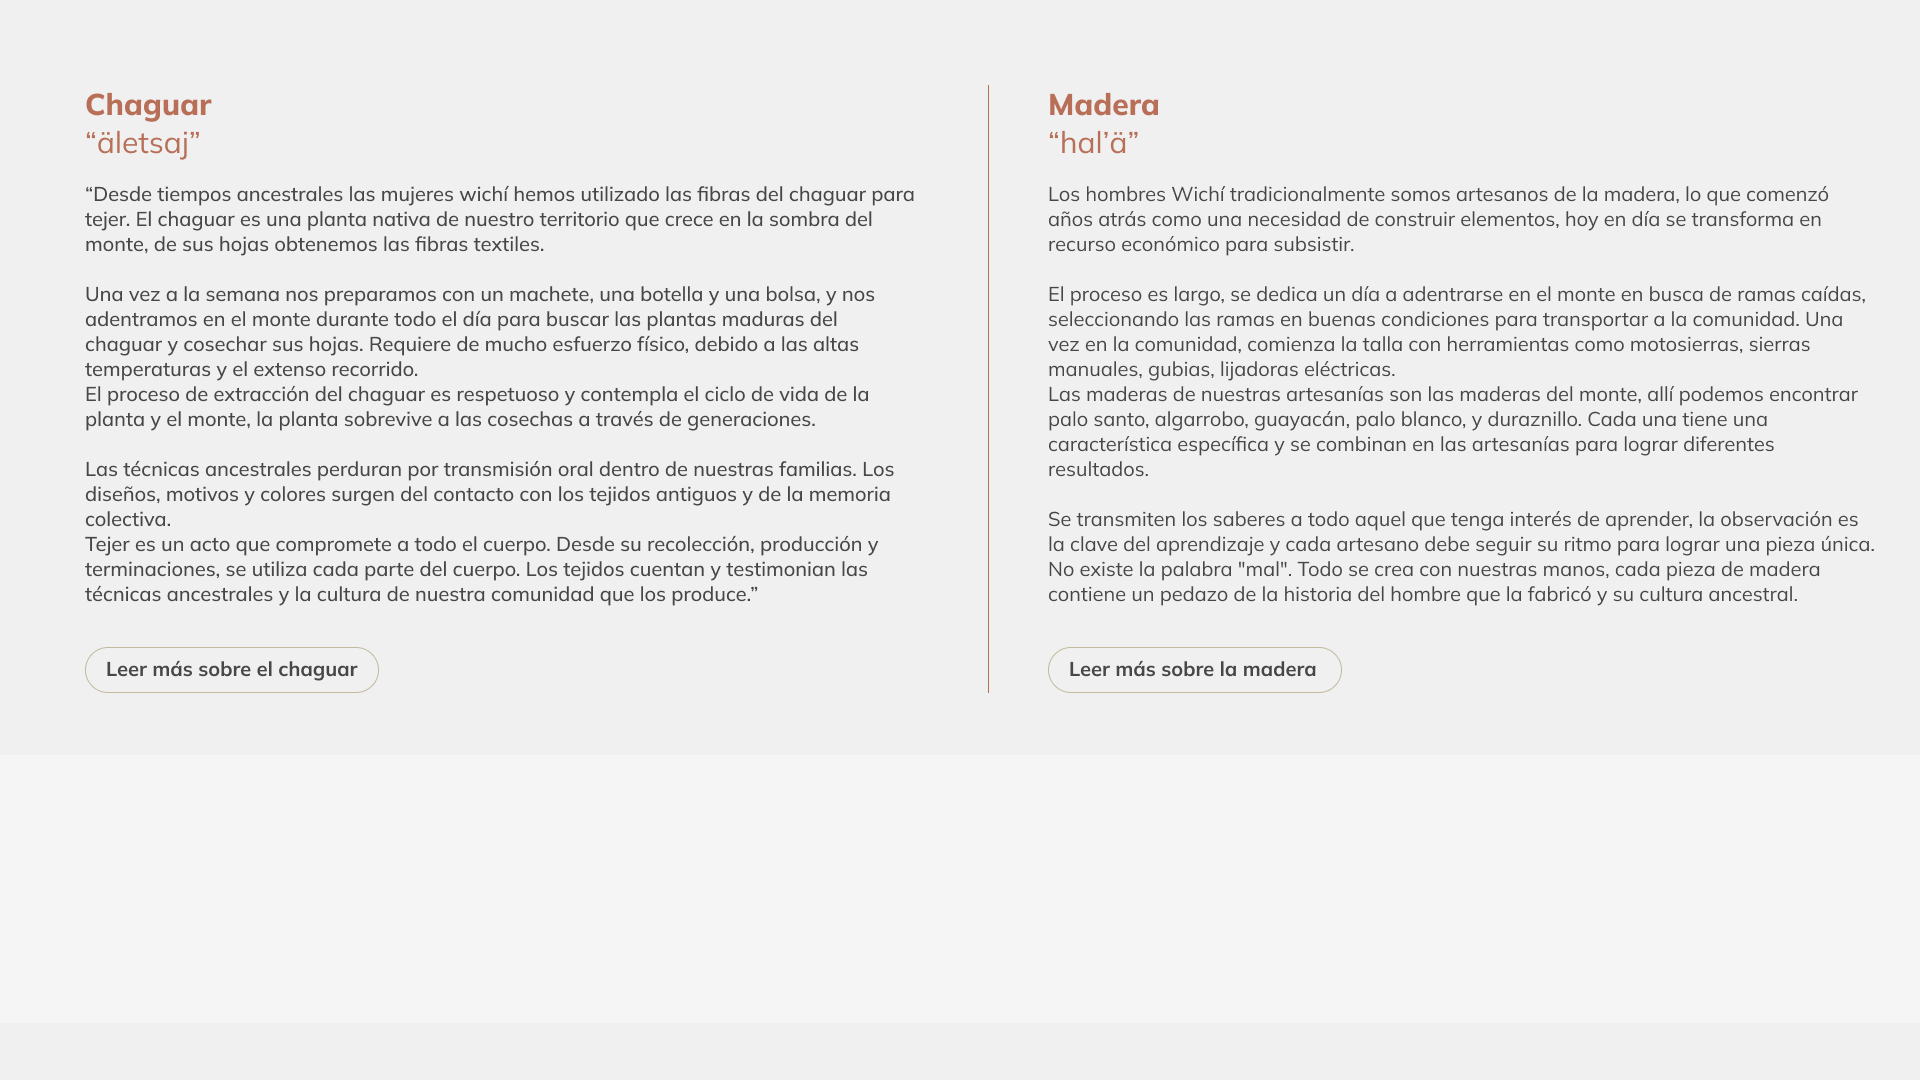 Chaguar
“äletsaj”
“Desde tiempos ancestrales las mujeres wichí hemos utilizado las fibras del chaguar para
tejer. El chaguar es una planta nativa de nuestro territorio que crece en la sombra del
monte, de sus hojas obtenemos las fibras textiles.
Una vez a la semana nos preparamos con un machete, una botella y una bolsa, y nos
adentramos en el monte durante todo el día para buscar las plantas maduras del
chaguar y cosechar sus hojas. Requiere de mucho esfuerzo físico, debido a las altas
temperaturas y el extenso recorrido.
El proceso de extracción del chaguar es respetuoso y contempla el ciclo de vida de la
planta y el monte, la planta sobrevive a las cosechas a través de generaciones.
Las técnicas ancestrales perduran por transmisión oral dentro de nuestras familias. Los
diseños, motivos y colores surgen del contacto con los tejidos antiguos y de la memoria
colectiva.
Tejer es un acto que compromete a todo el cuerpo. Desde su recolección, producción y
terminaciones, se utiliza cada parte del cuerpo. Los tejidos cuentan y testimonian las
técnicas ancestrales y la cultura de nuestra comunidad que los produce.”
Leer más sobre el chaguar
Madera
“hal’ä”
Los hombres Wichí tradicionalmente somos artesanos de la madera, lo que comenzó
años atrás como una necesidad de construir elementos, hoy en día se transforma en
recurso económico para subsistir.
El proceso es largo, se dedica un día a adentrarse en el monte en busca de ramas caídas,
seleccionando las ramas en buenas condiciones para transportar a la comunidad. Una
vez en la comunidad, comienza la talla con herramientas como motosierras, sierras
manuales, gubias, lijadoras eléctricas.
Las maderas de nuestras artesanías son las maderas del monte, allí podemos encontrar
palo santo, algarrobo, guayacán, palo blanco, y duraznillo. Cada una tiene una
característica específica y se combinan en las artesanías para lograr diferentes
resultados.
Se transmiten los saberes a todo aquel que tenga interés de aprender, la observación es
la clave del aprendizaje y cada artesano debe seguir su ritmo para lograr una pieza única.
No existe la palabra "mal". Todo se crea con nuestras manos, cada pieza de madera
contiene un pedazo de la historia del hombre que la fabricó y su cultura ancestral.
Leer más sobre la madera